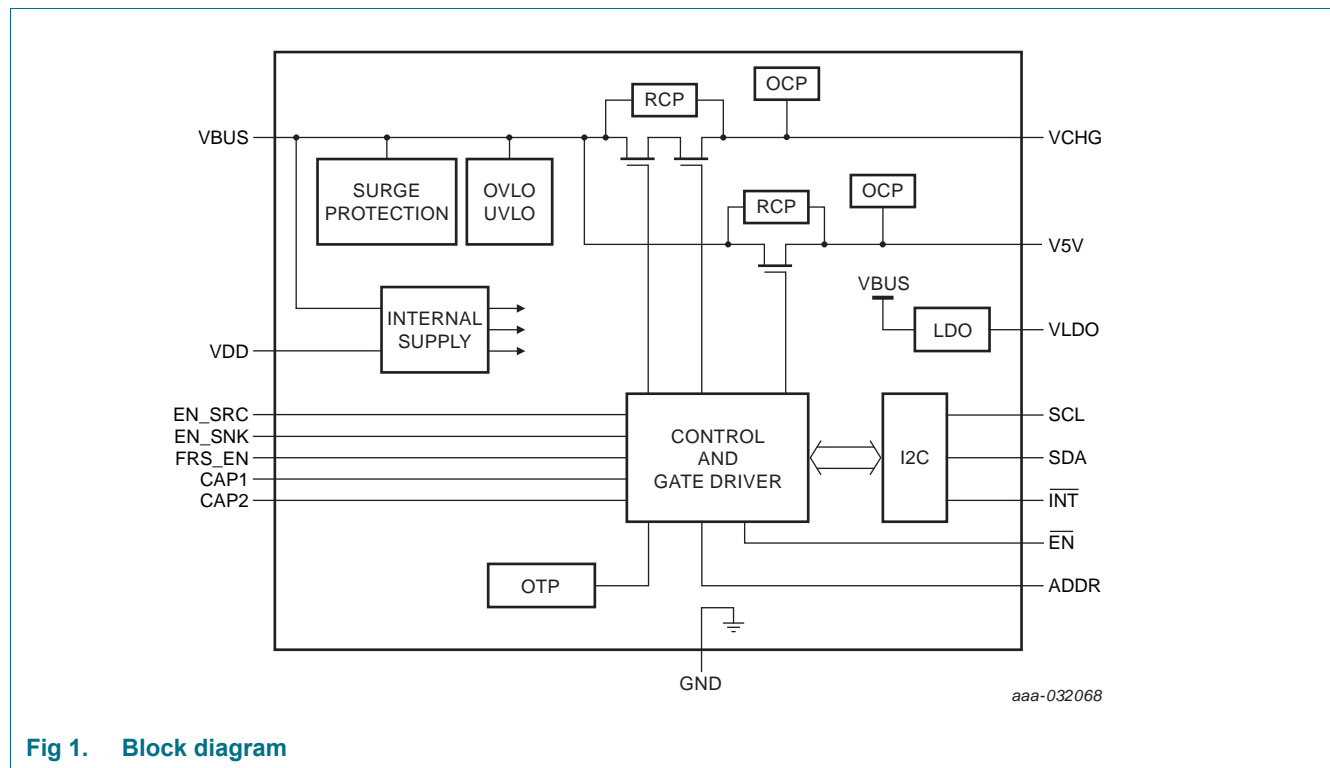 OCP
RCP
VBUS
VCHG
SURGE
PROTECTION
OVLO
UVLO
OCP
RCP
V5V
VBUS
INTERNAL
SUPPLY
LDO
VLDO
VDD
EN_SRC
EN_SNK
FRS_EN
CAP1
CAP2
CONTROL
AND
GATE DRIVER
I2C
SCL
SDA
INT
EN
ADDR
OTP
GND
aaa-032068
Fig 1. Block diagram